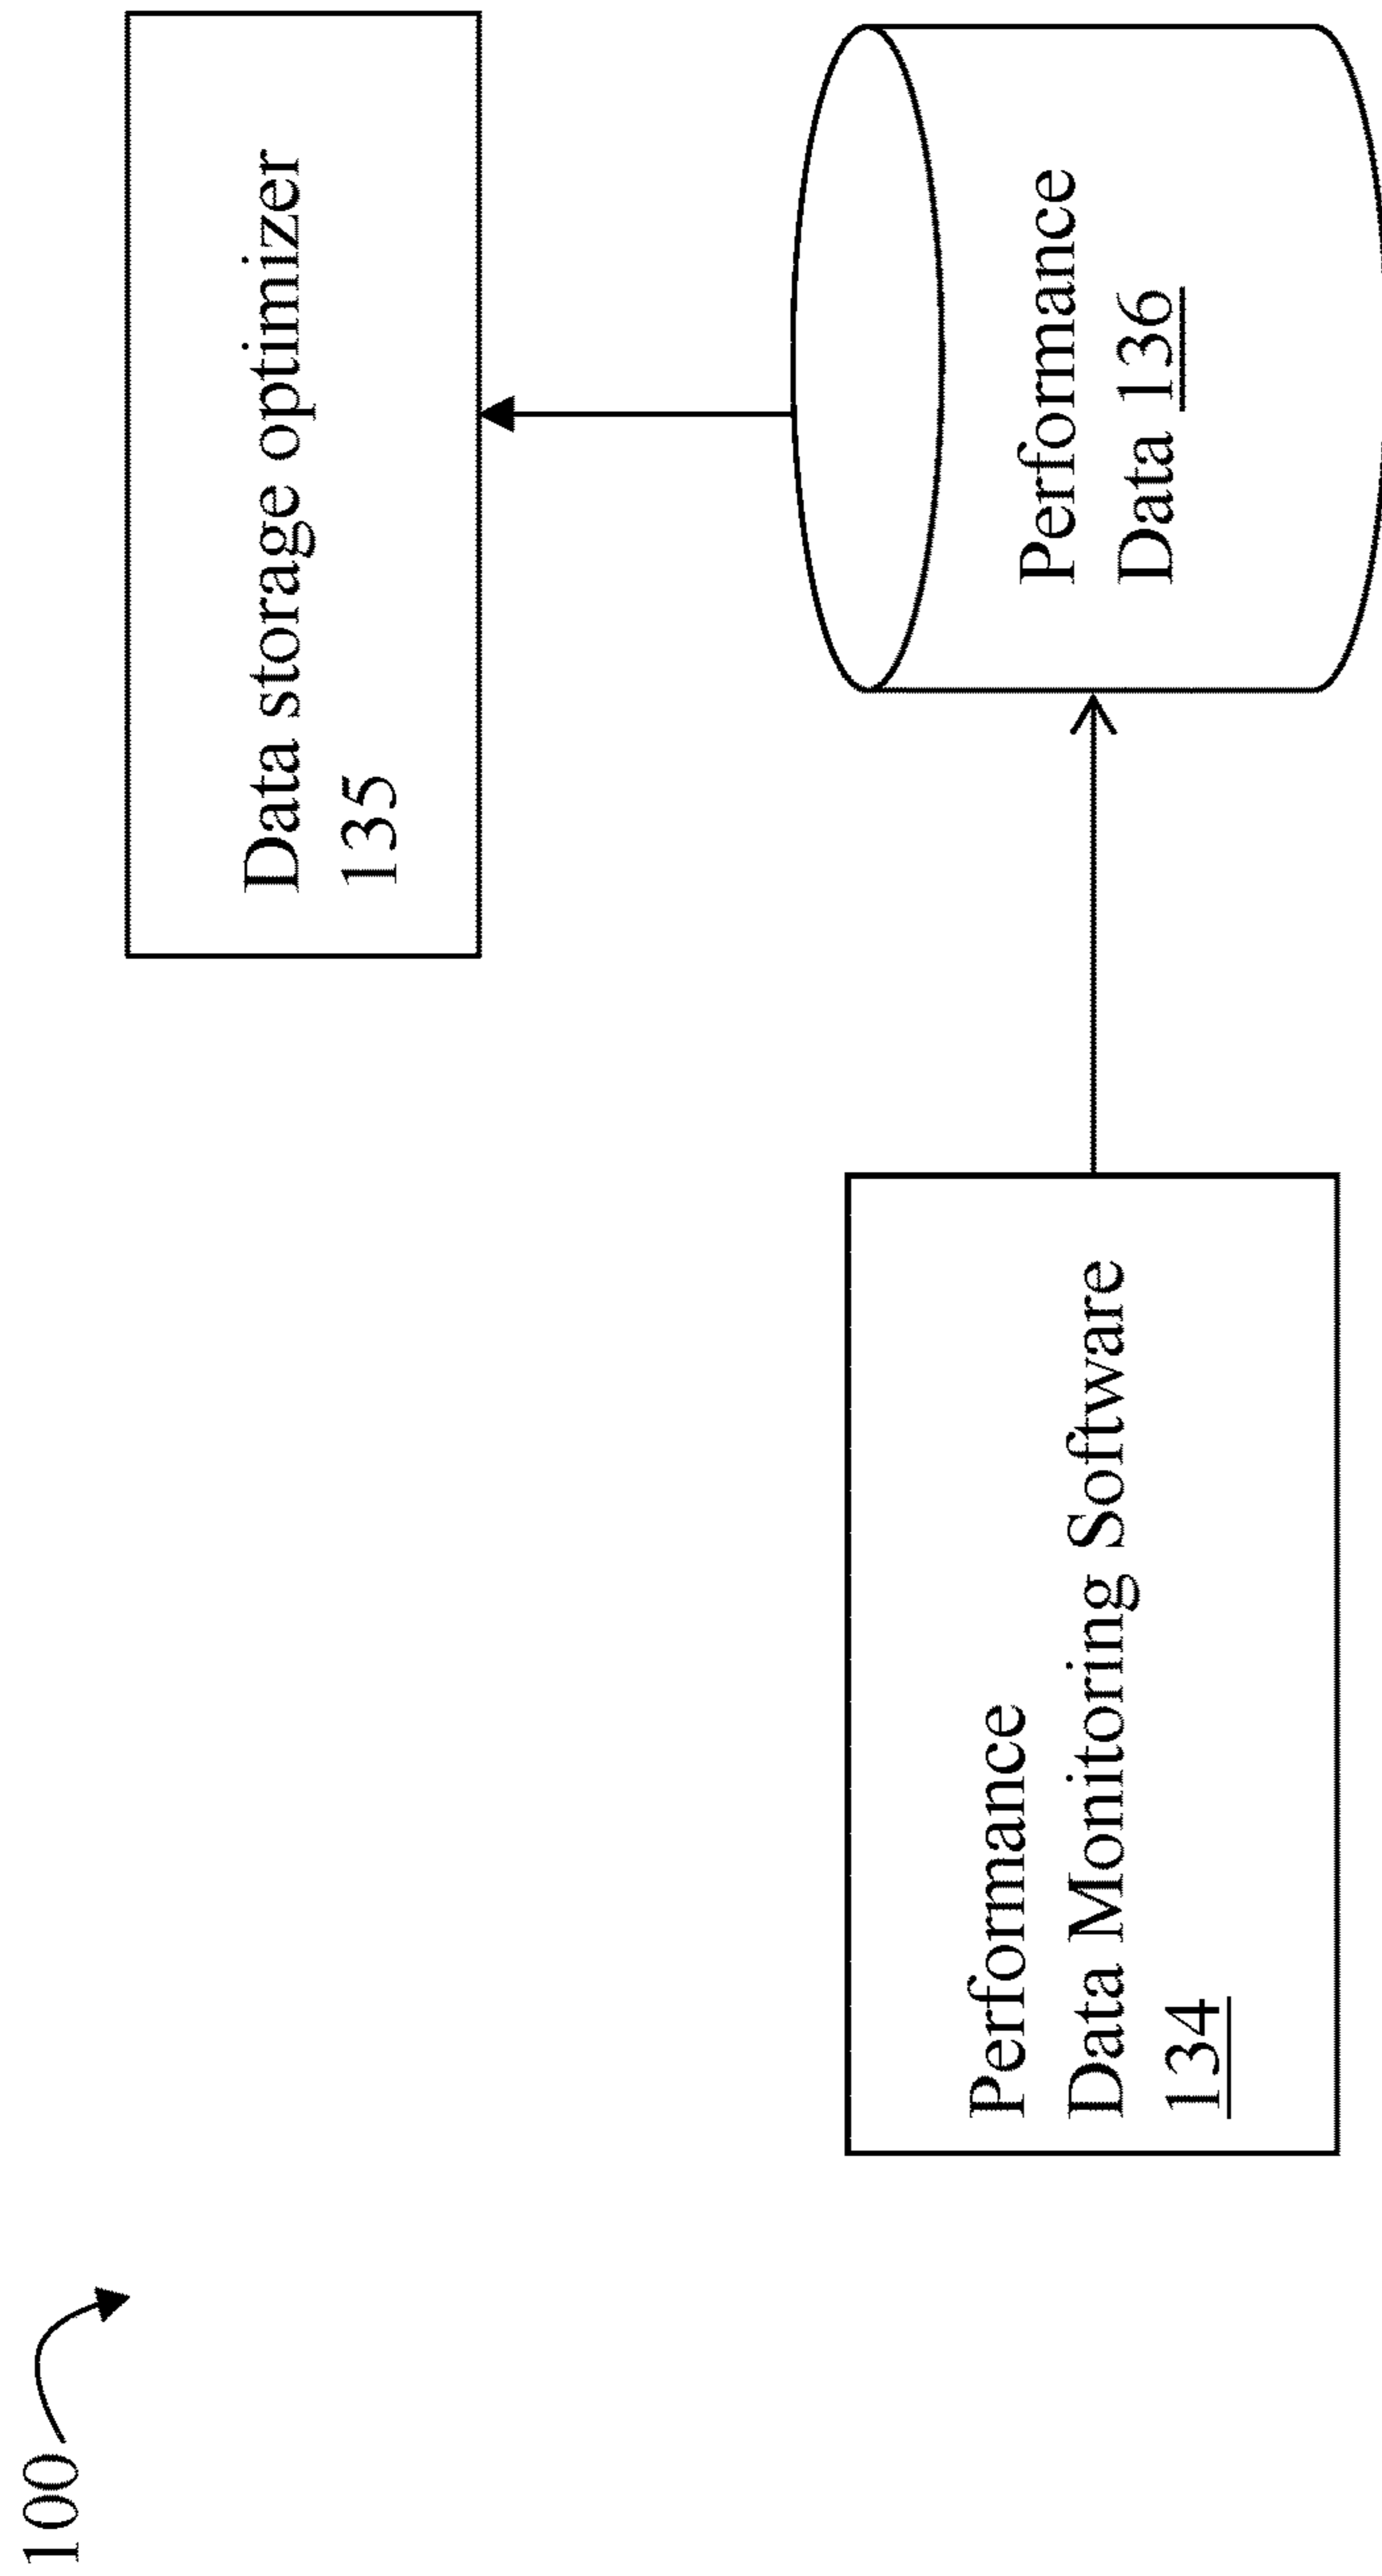 100
Data storage optimizer
135
Performance
Data Monitoring Software
134
Performance
Data 136